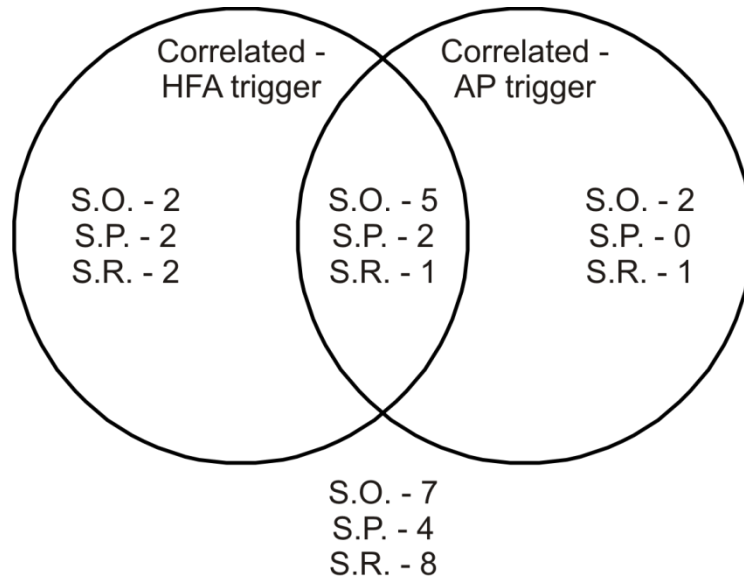 Correlated -
HFA trigger
Correlated -
AP trigger
S.O. - 2
S.P. - 2
S.R. - 2
S.O. - 5
S.P. - 2
S.R. - 1
S.O. - 2
S.P. - 0
S.R. - 1
S.O. - 7
S.P. - 4
S.R. - 8